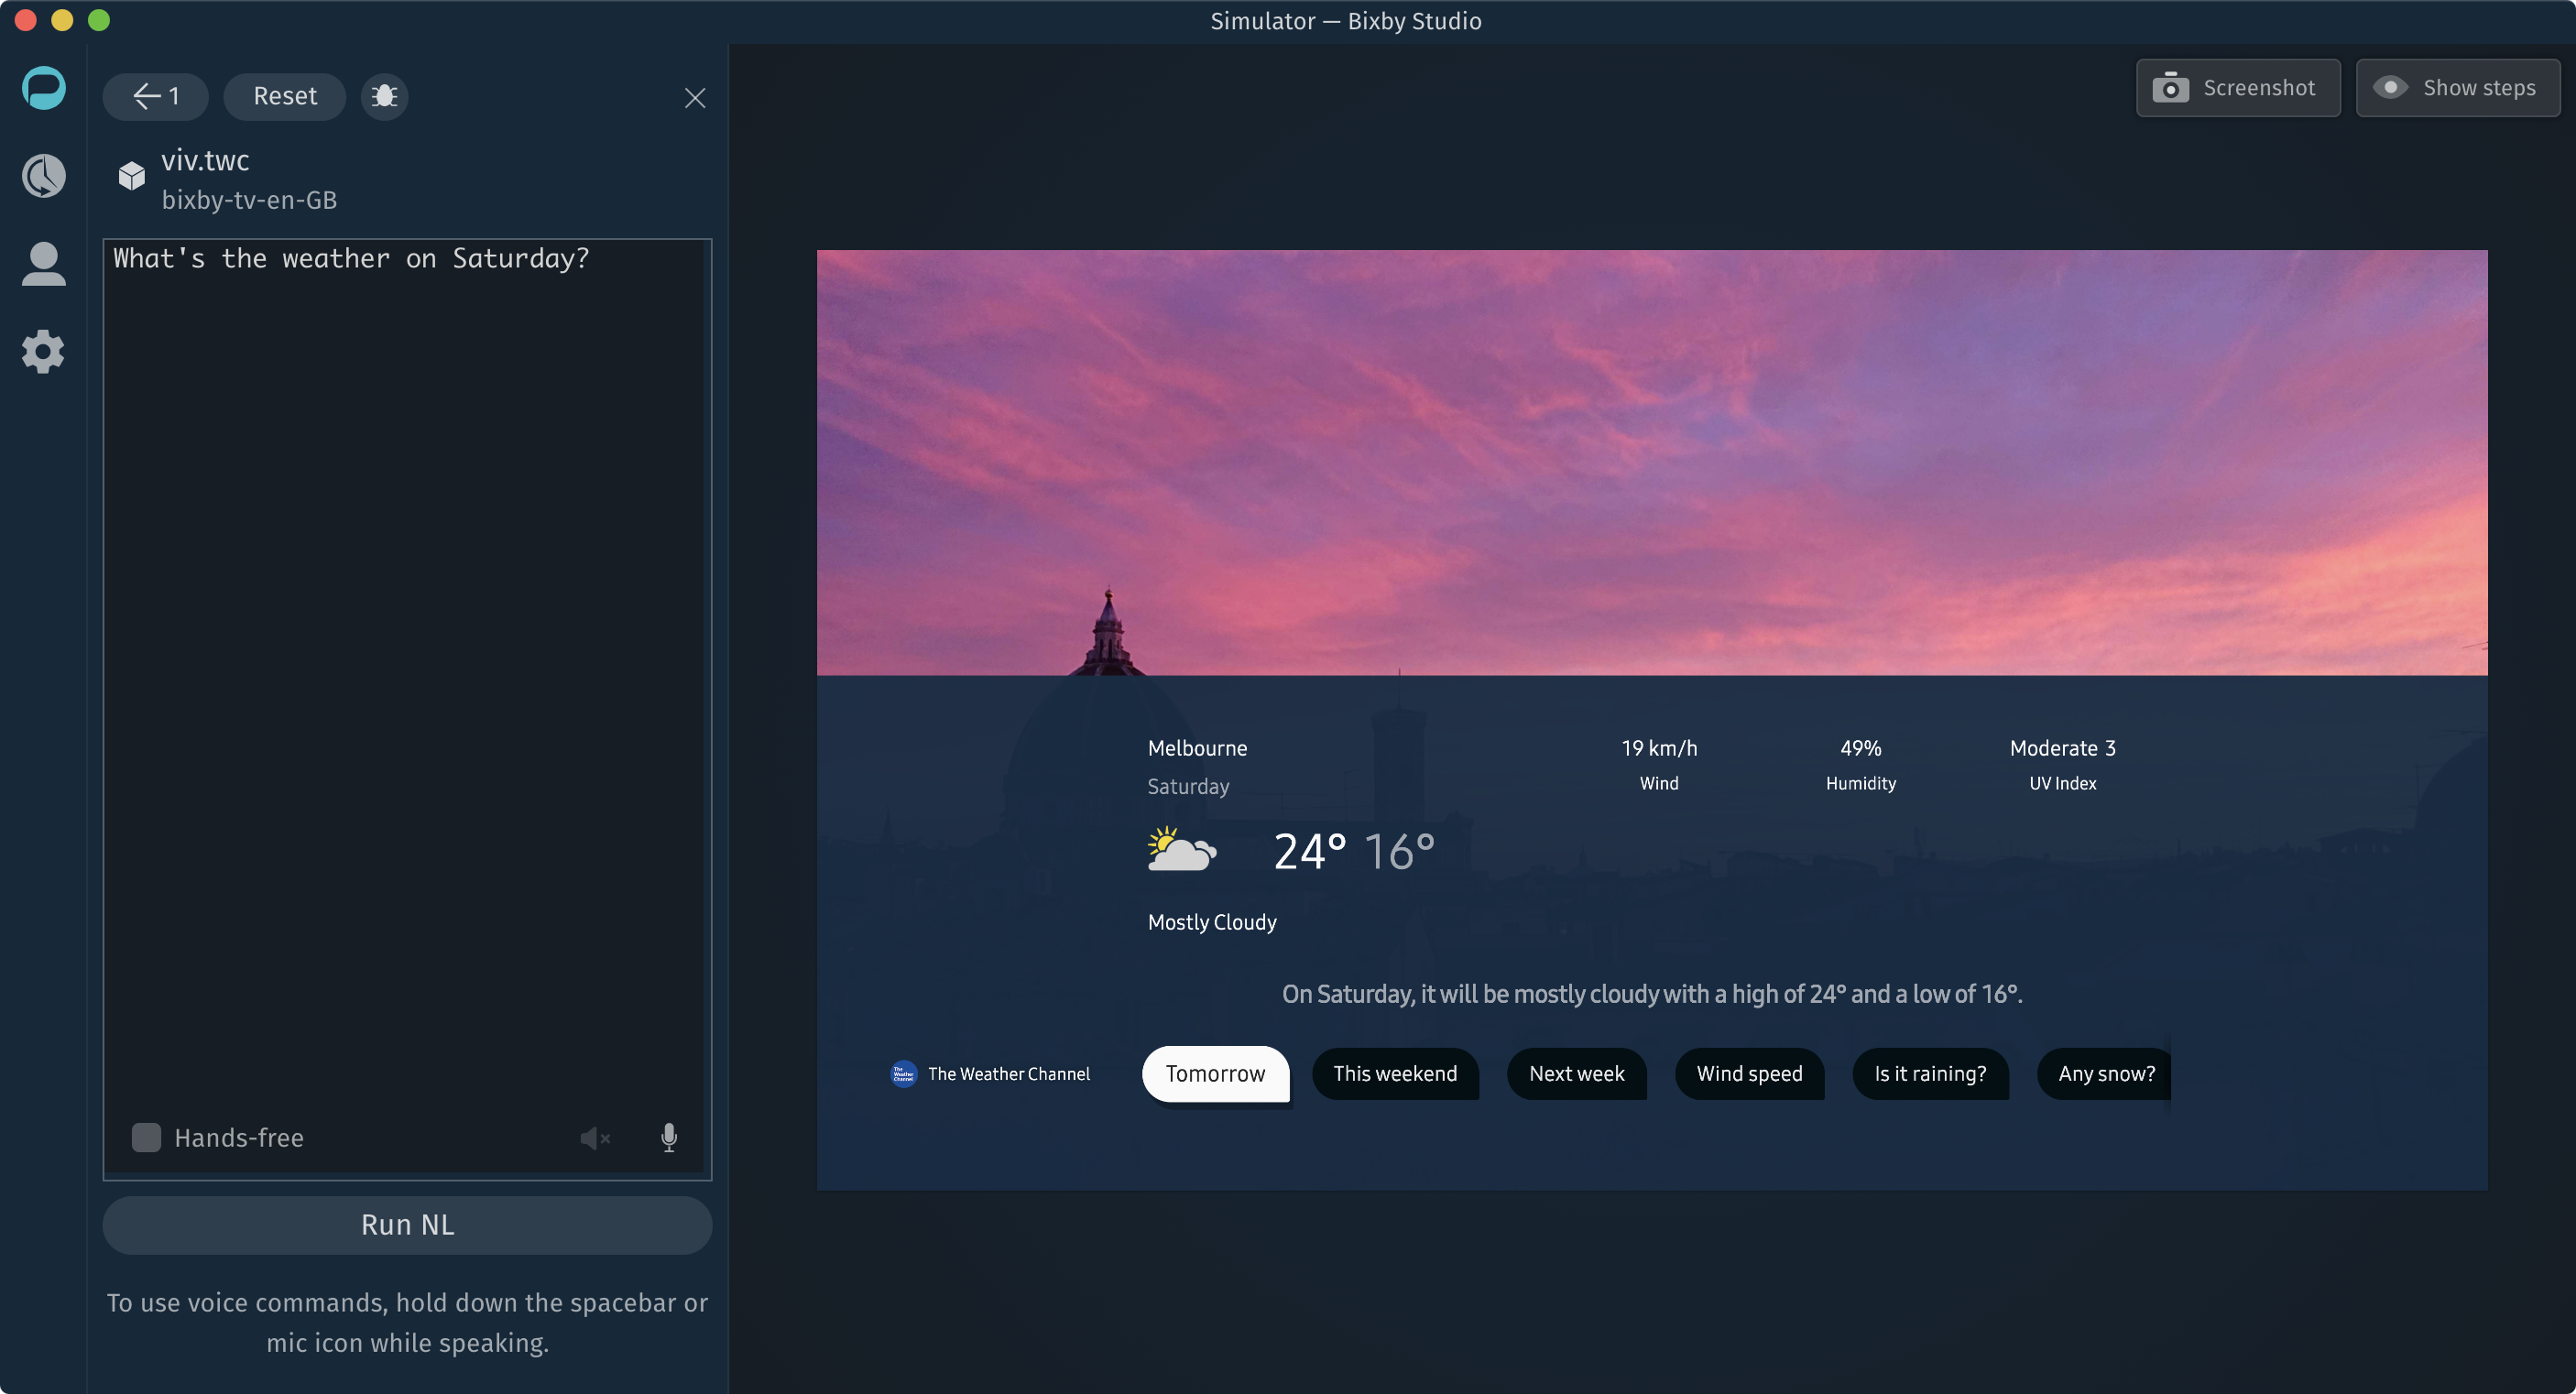 Simulator — Bixby Studio
1
Reset
Screenshot
Show steps
viv.twc
bixby-tv-en-GB
What's the weather on Saturday?
Hands-free
Run NL
To use voice commands, hold down the spacebar or
mic icon while speaking.
Melbourne
Saturday
19 km/h
Wind
49%
Humidity
Moderate 3
UV Index
24° 16°
Mostly Cloudy
On Saturday, it will be mostly cloudy with a high of 24° and a low of 16°.
The
Weather
Channel
The Weather Channel
Tomorrow
This weekend
Next week
Wind speed
Is it raining?
Any snow?